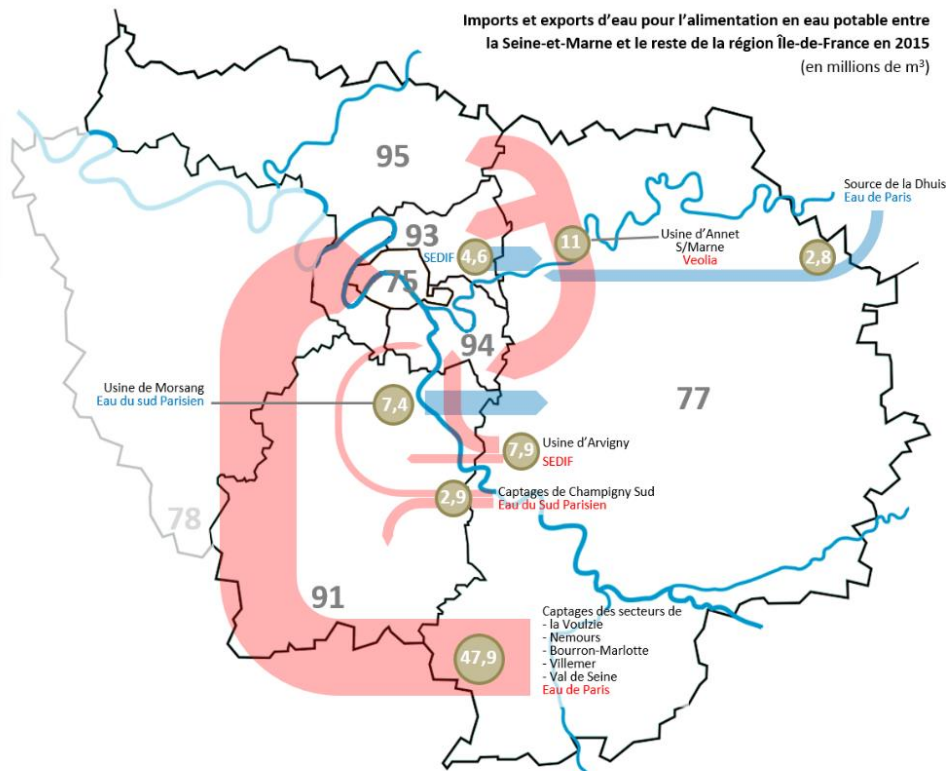 Imports et exports d'eau pour l'alimentation en eau potable entre
la Seine-et-Marne et le reste de la région Île-de-France en 2015
(en millions de m³)
95
Source de la Dhuis
Eau de Paris
93
SEDIF
4,6
11
Usine d'Annet
S/Marne
Veolia
2,8
75
94
77
Usine de Morsang
Eau du sud Parisien
7,4
7,9
Usine d'Arvigny
SEDIF
2,9
Captages de Champigny Sud
Eau du Sud Parisien
78
91
47,9
Captages des secteurs de
- la Voulzie
- Nemours
- Bourron-Marlotte
- Villemer
- Val de Seine
Eau de Paris